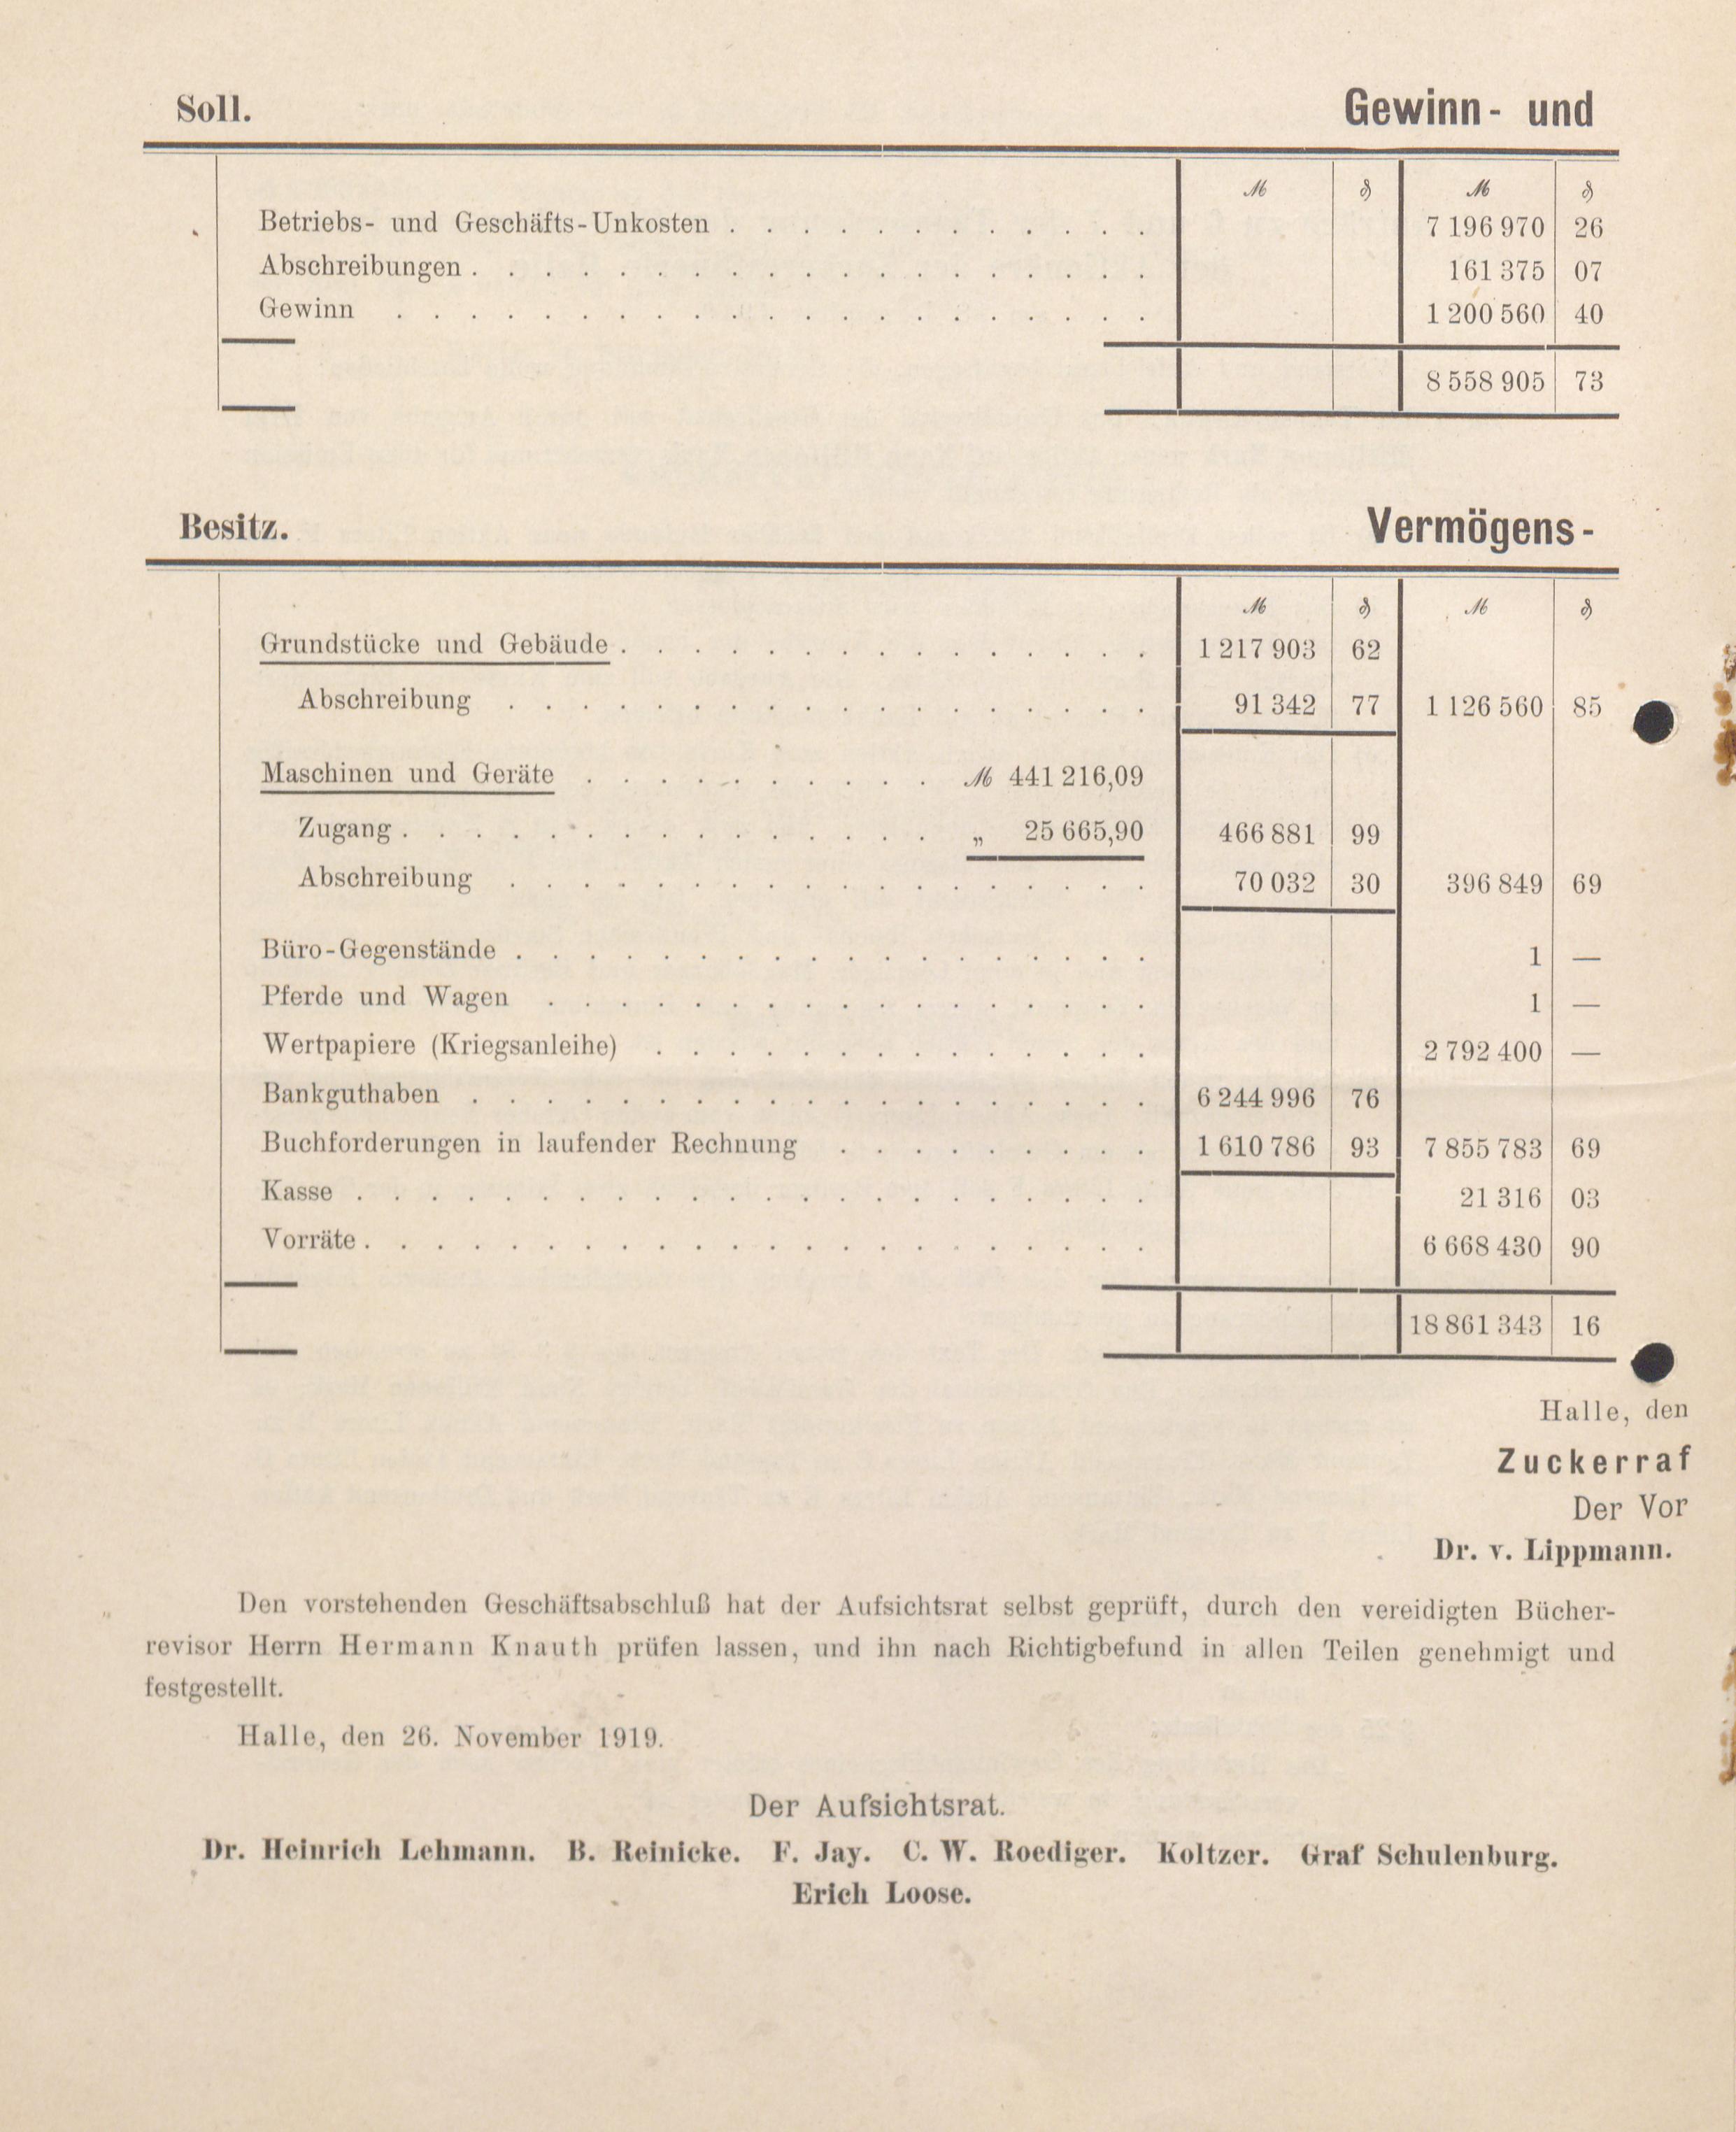 Soll. Gewinn- und
ℳ ₰ ℳ ₰
Betriebs- und Geschäfts-Unkosten . . . . . . . . . . . . 7 196 970 26
Abschreibungen . . . . . . . . . . . . . . . . . . . 161 375 07
Gewinn . . . . . . . . . . . . . . . . . . . . . 1 200 560 40
8 558 905 73
Besitz. Vermögens-
ℳ ₰ ℳ ₰
Grundstücke und Gebäude . . . . . . . . . . . . . . . 1 217 903 62
Abschreibung . . . . . . . . . . . . . . . . . . 91 342 77 1 126 560 85
Maschinen und Geräte . . . . . . . . . . ℳ 441 216,09
Zugang . . . . . . . . . . . . . . . „ 25 665,90 466 881 99
Abschreibung . . . . . . . . . . . . . . . . . . 70 032 30 396 849 69
Büro-Gegenstände . . . . . . . . . . . . . . . . . . 1 —
Pferde und Wagen . . . . . . . . . . . . . . . . . 1 —
Wertpapiere (Kriegsanleihe) . . . . . . . . . . . . . . 2 792 400 —
Bankguthaben . . . . . . . . . . . . . . . . . . . 6 244 996 76
Buchforderungen in laufender Rechnung . . . . . . . . . 1 610 786 93 7 855 783 69
Kasse . . . . . . . . . . . . . . . . . . . . . . 21 316 03
Vorräte . . . . . . . . . . . . . . . . . . . . . . 6 668 430 90
18 861 343 16
Halle, den
Zuckerraf
Der Vor
Dr. v. Lippmann.
Den vorstehenden Geschäftsabschluß hat der Aufsichtsrat selbst geprüft, durch den vereidigten Bücher-
revisor Herrn Hermann Knauth prüfen lassen, und ihn nach Richtigbefund in allen Teilen genehmigt und
festgestellt.
Halle, den 26. November 1919.
Der Aufsichtsrat.
Dr. Heinrich Lehmann. B. Reinicke. F. Jay. C. W. Roediger. Koltzer. Graf Schulenburg.
Erich Loose.